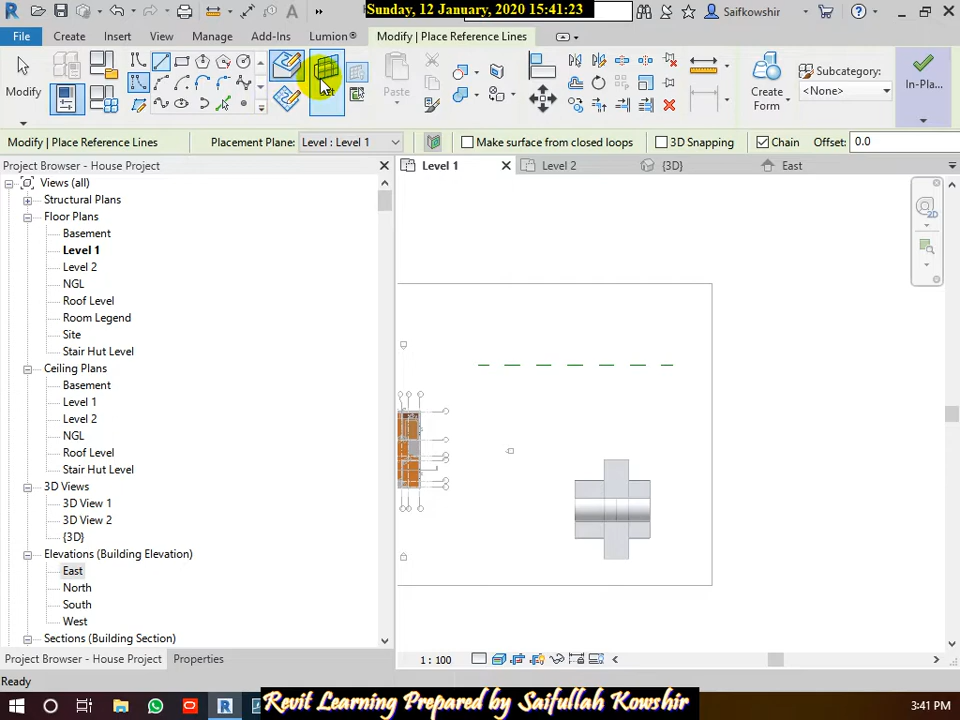 Sunday, 12 January, 2020 15:41:23
Saifkowshir
File
Create
Insert
View
Manage
Add-Ins
Lumion®
Modify | Place Reference Lines
Modify
Paste
Create
Form
Subcategory:
<None>
In-Pla
Modify | Place Reference Lines
Placement Plane:
Level : Level 1
Make surface from closed loops
3D Snapping
Chain
Offset:
0.0
Project Browser - House Project
Level 1
Level 2
{3D}
East
Views (all)
Structural Plans
Floor Plans
Basement
Level 1
Level 2
NGL
Roof Level
Room Legend
Site
Stair Hut Level
Ceiling Plans
Basement
Level 1
Level 2
NGL
Roof Level
Stair Hut Level
3D Views
3D View 1
3D View 2
{3D}
Elevations (Building Elevation)
East
North
South
West
Sections (Building Section)
2D
Project Browser - House Project
Properties
1 : 100
Ready
Revit Learning Prepared by Saifullah Kowshir
3:41 PM